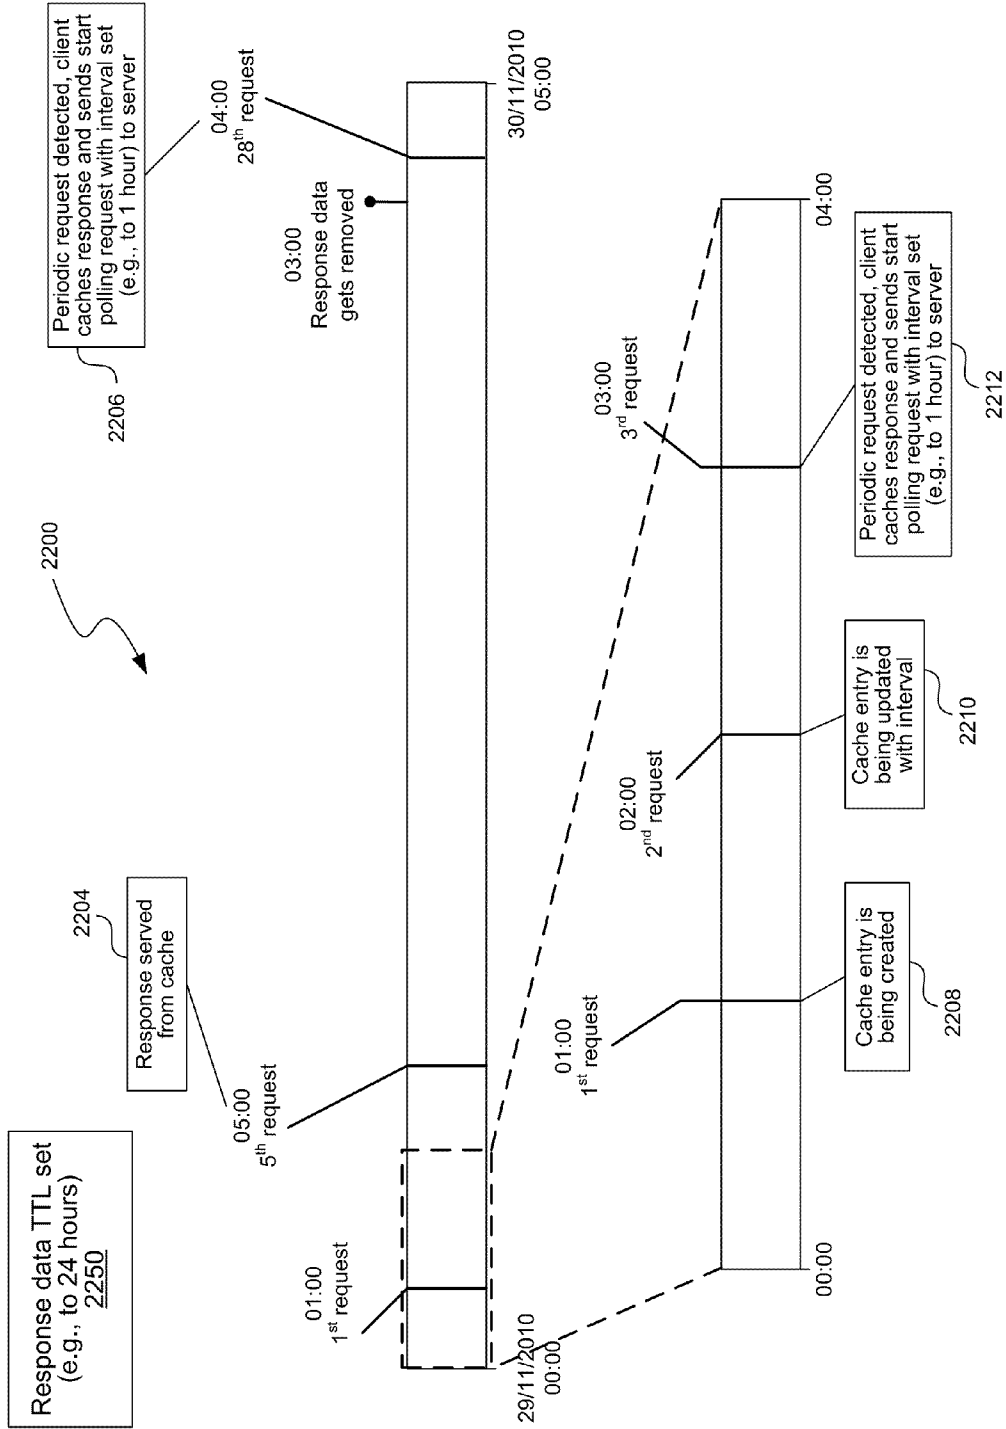 Response data TTL set
(e.g., to 24 hours)
2250
2204
Response served
from cache
2200
2206
Periodic request detected, client
caches response and sends start
polling request with interval set
(e.g., to 1 hour) to server
01:00
1st request
05:00
5th request
03:00
Response data
gets removed
04:00
28th request
29/11/2010
00:00
30/11/2010
05:00
01:00
1st request
02:00
2nd request
03:00
3rd request
00:00
04:00
Cache entry is
being created
2208
Cache entry is
being updated
with interval
2210
Periodic request detected, client
caches response and sends start
polling request with interval set
(e.g., to 1 hour) to server
2212